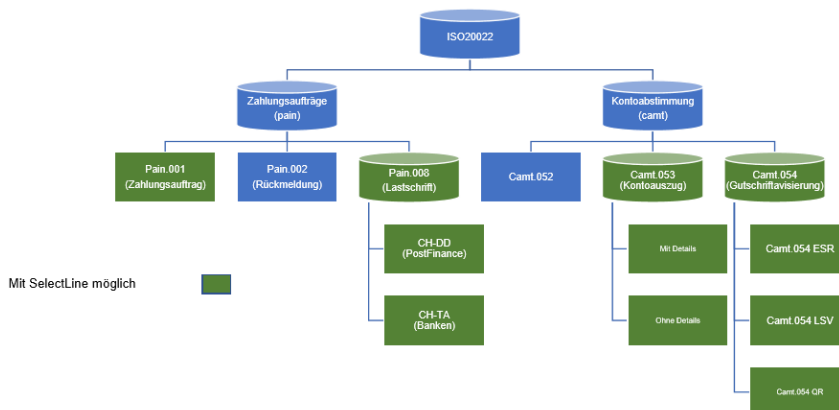 ISO20022
Zahlungsaufträge
(pain)
Kontoabstimmung
(camt)
Pain.001
(Zahlungsauftrag)
Pain.002
(Rückmeldung)
Pain.008
(Lastschrift)
Camt.052
Camt.053
(Kontoauszug)
Camt.054
(Gutschriftavisierung)
CH-DD
(PostFinance)
Mit Details
Camt.054 ESR
Mit SelectLine möglich
CH-TA
(Banken)
Ohne Details
Camt.054 LSV
Camt.054 QR